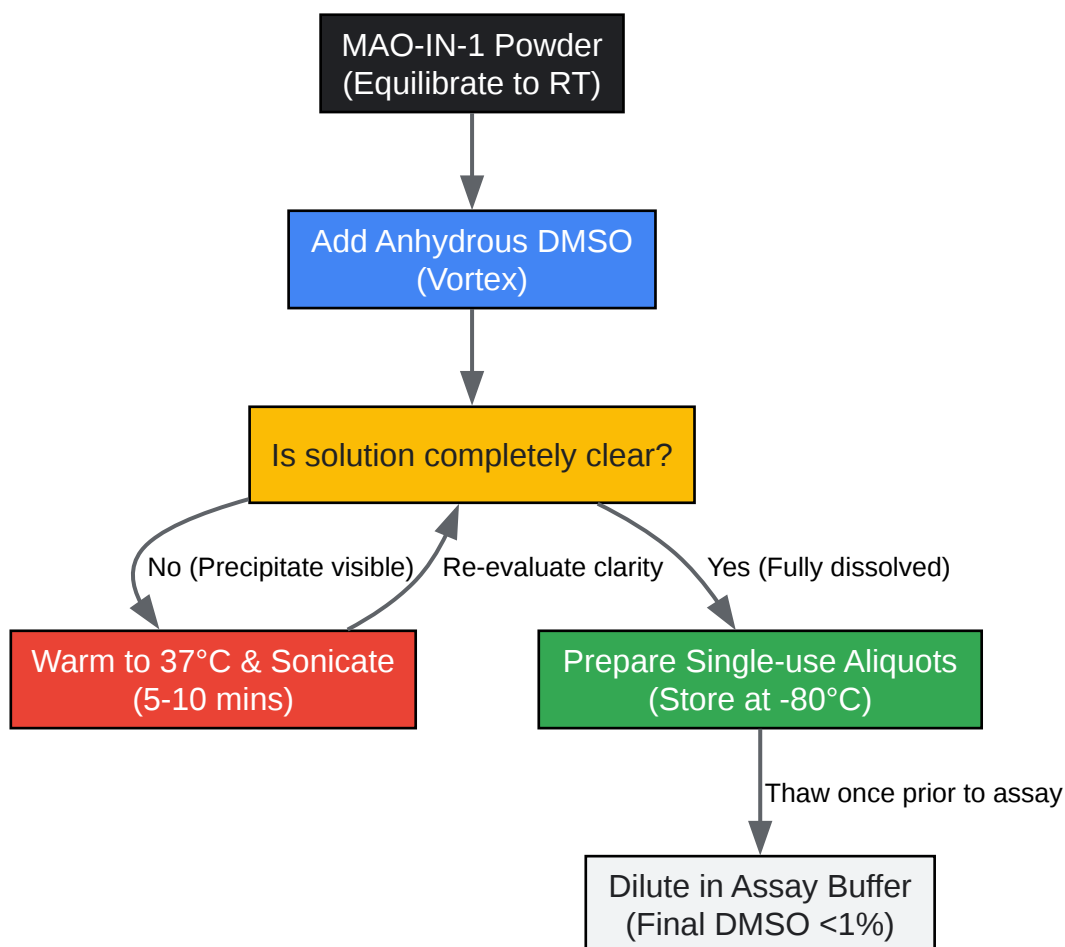 MAO-IN-1 Powder
(Equilibrate to RT)
Add Anhydrous DMSO
(Vortex)
Is solution completely clear?
No (Precipitate visible)
Re-evaluate clarity
Yes (Fully dissolved)
Warm to 37°C & Sonicate
(5-10 mins)
Prepare Single-use Aliquots
(Store at -80°C)
Thaw once prior to assay
Dilute in Assay Buffer
(Final DMSO <1%)